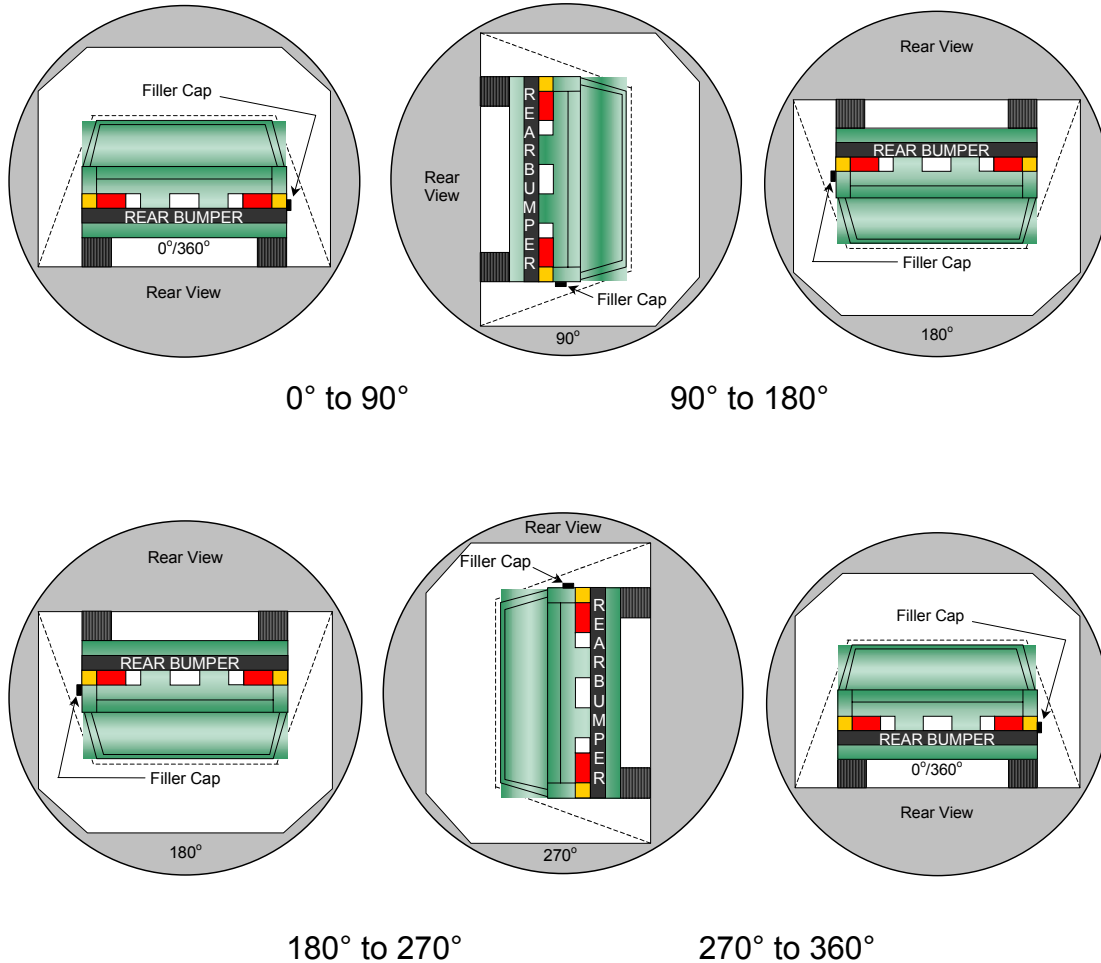 Filler Cap
REAR BUMPER
0°/360°
Rear View
Rear
View
REARBUMPER
Filler Cap
90°
Rear View
REAR BUMPER
Filler Cap
180°
0° to 90°
90° to 180°
Rear View
REAR BUMPER
Filler Cap
180°
Rear View
Filler Cap
REARBUMPER
270°
Filler Cap
REAR BUMPER
0°/360°
Rear View
180° to 270°
270° to 360°